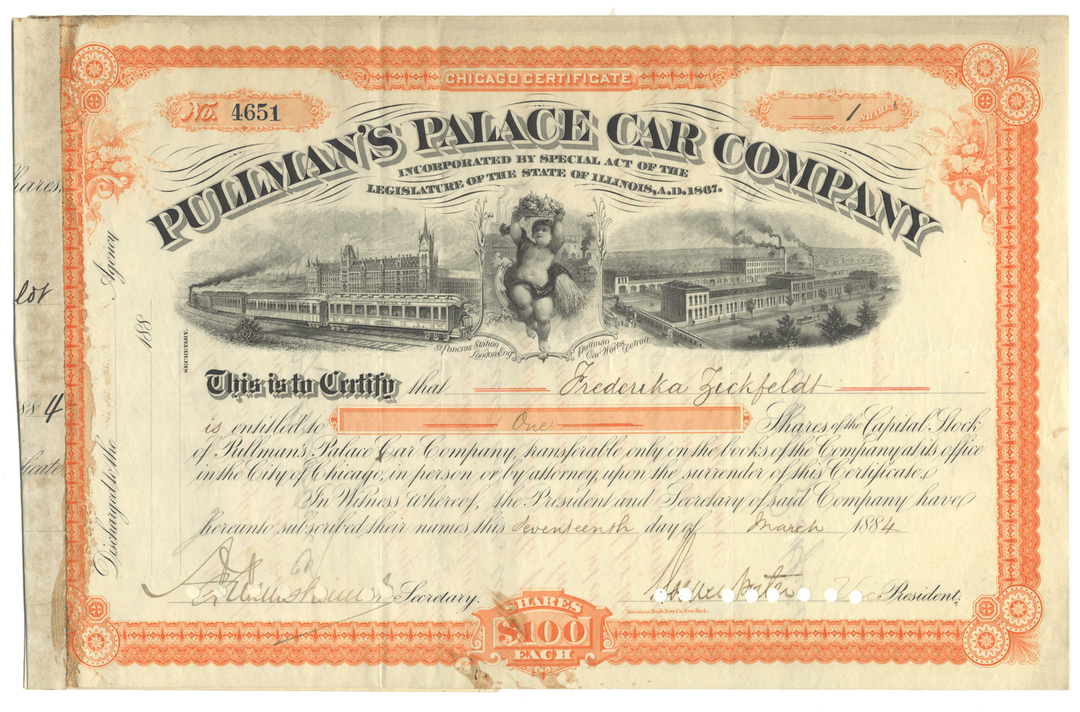 CHICAGO CERTIFICATE
No. 4651
1 SHARES
PULLMAN'S PALACE CAR COMPANY
INCORPORATED BY SPECIAL ACT OF THE
LEGISLATURE OF THE STATE OF ILLINOIS, A.D. 1867.
St. Pancras Station London Eng.
Pullman Car Works Detroit.
This is to Certify that Frederika Zickfeldt
is entitled to One Shares of the Capital Stock
of Pullman's Palace Car Company, transferable only on the books of the Company at its office
in the City of Chicago, in person or by attorney, upon the surrender of this Certificate.
In Witness Whereof, the President and Secretary of said Company have
hereunto subscribed their names this Seventeenth day of March 1884
Secretary.
Vice President.
American Bank Note Co. New-York.
SHARES
$100
EACH
Discharged to the Agency
188
SECRETARY.
hares,
lot
88 4
ficate